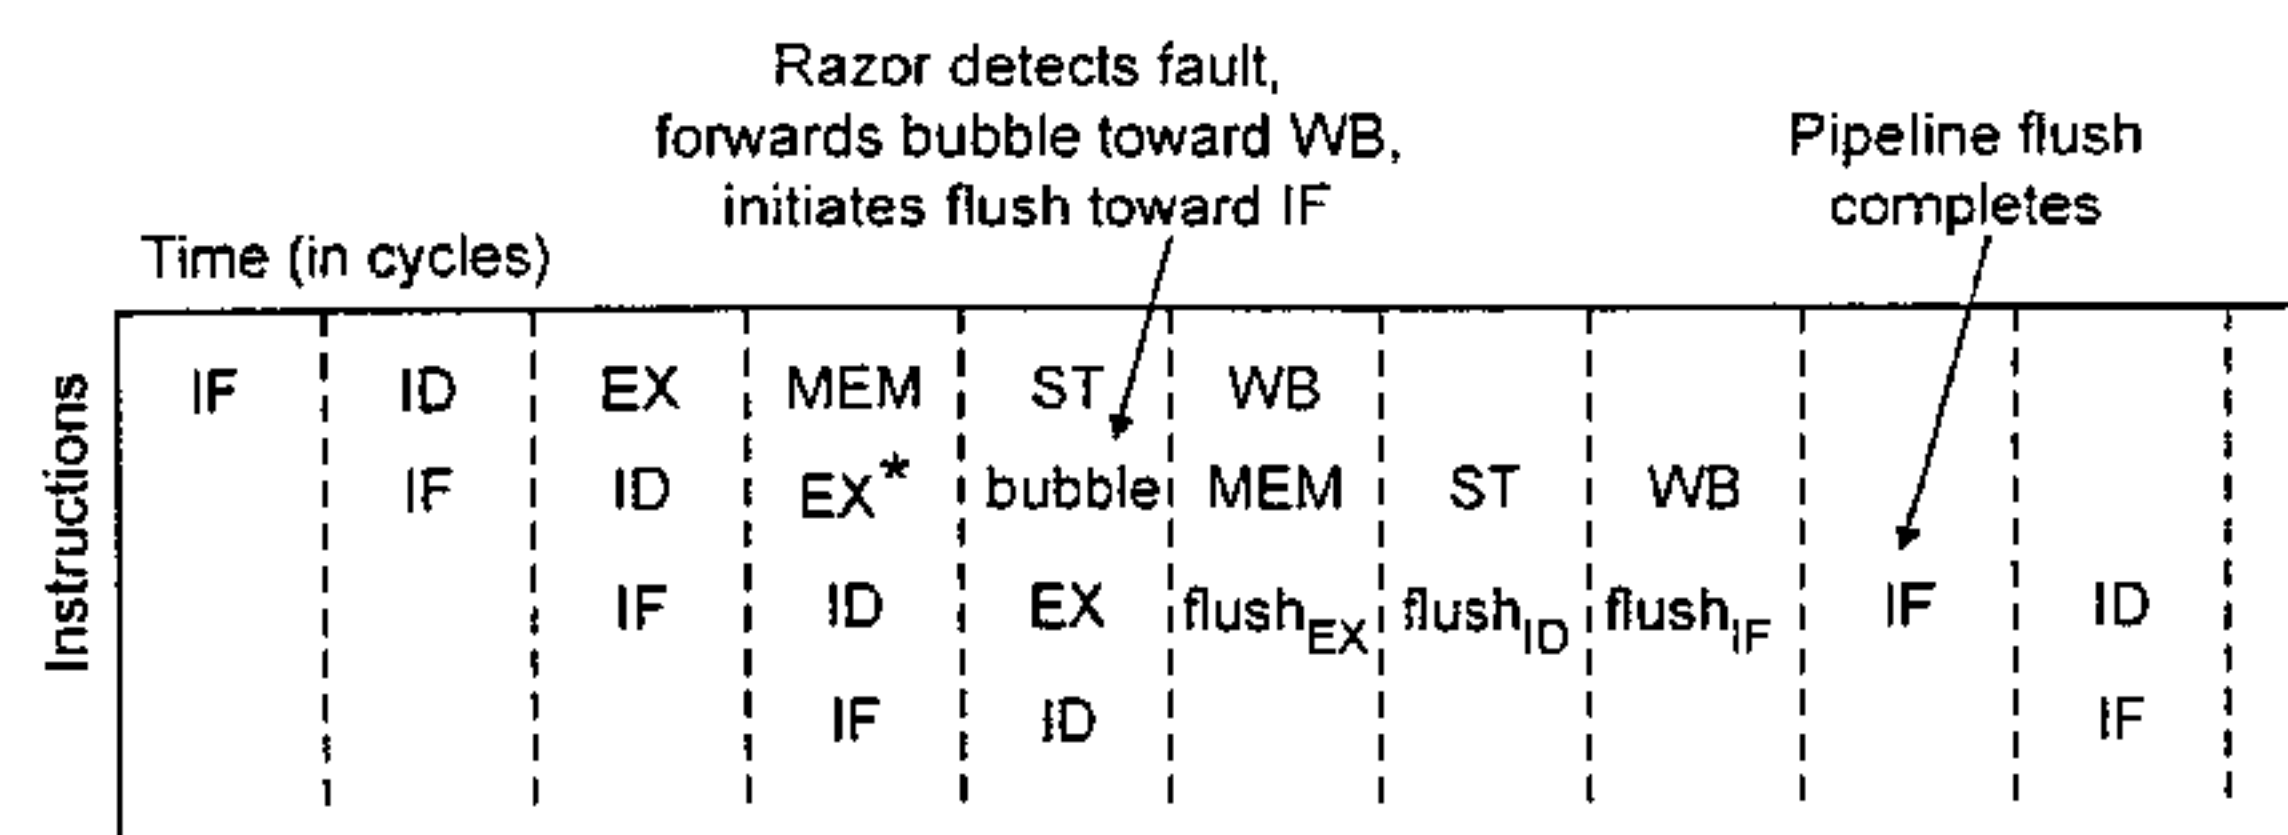 Razor detects fault,
forwards bubble toward WB,
initiates flush toward IF
Pipeline flush
completes
Time (in cycles)
Instructions
IF ID EX MEM ST WB
IF ID EX* bubble MEM ST WB
IF ID EX flushEX flushID flushIF IF ID
IF ID IF